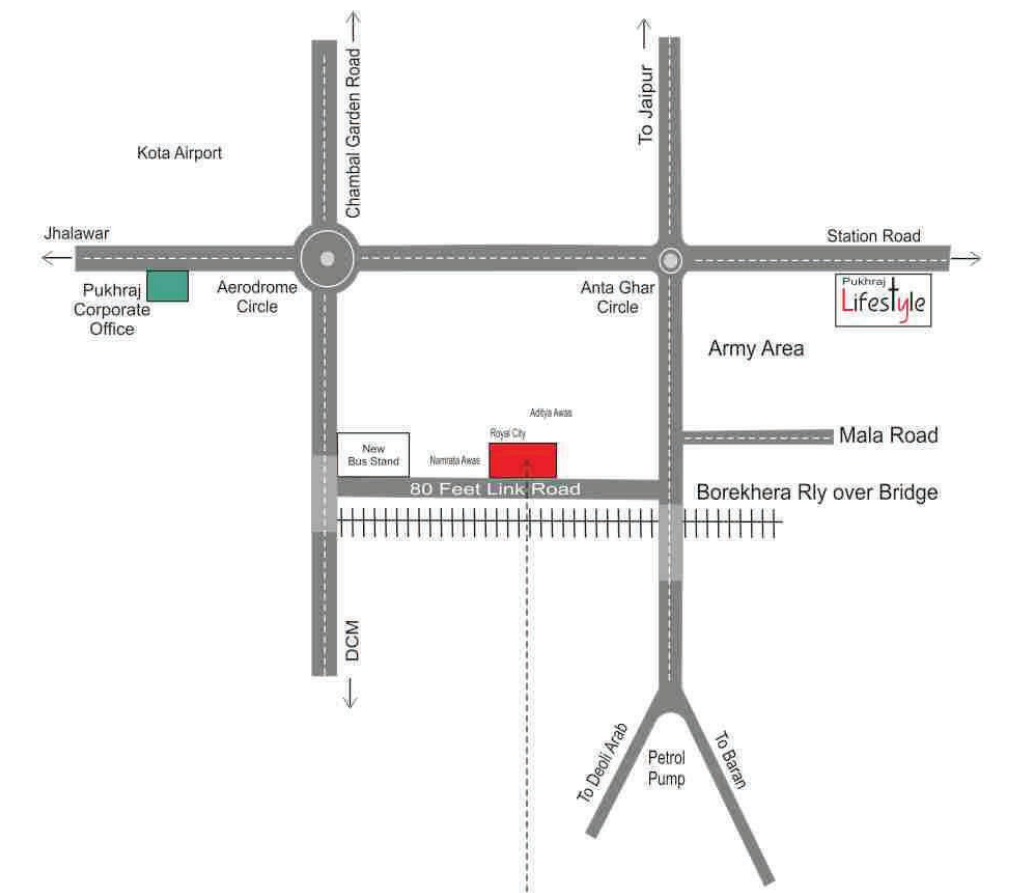 Chambal Garden Road
To Jaipur
Kota Airport
Jhalawar
Station Road
Pukhraj
Corporate
Office
Aerodrome
Circle
Anta Ghar
Circle
Pukhraj
Lifestyle
Army Area
Aditya Awas
Royal City
New
Bus Stand
Namrata Awas
Mala Road
80 Feet Link Road
Borekhera Rly over Bridge
DCM
To Deoli Arab
Petrol
Pump
To Baran